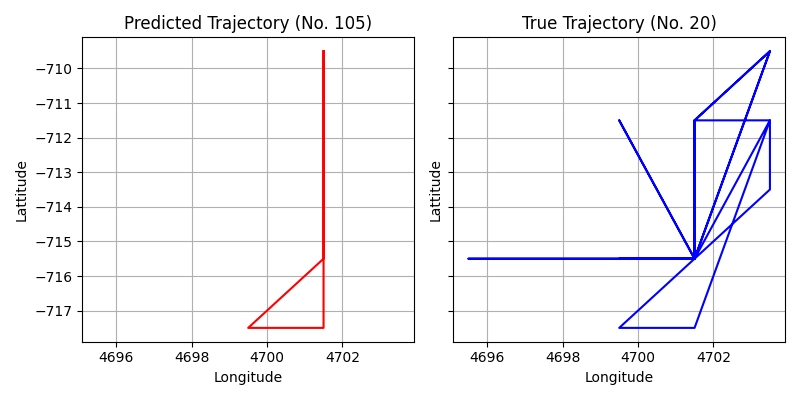 Predicted Trajectory (No. 105)
True Trajectory (No. 20)
Lattitude
−710
−711
−712
−713
−714
−715
−716
−717
4696
4698
4700
4702
Longitude
Lattitude
4696
4698
4700
4702
Longitude